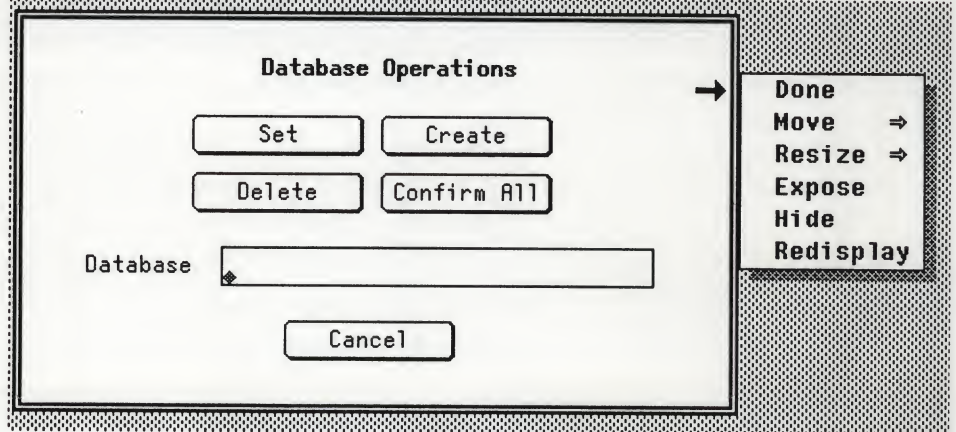 Database Operations
Set
Create
Delete
Confirm All
Database
Cancel
Done
Move ⇒
Resize ⇒
Expose
Hide
Redisplay